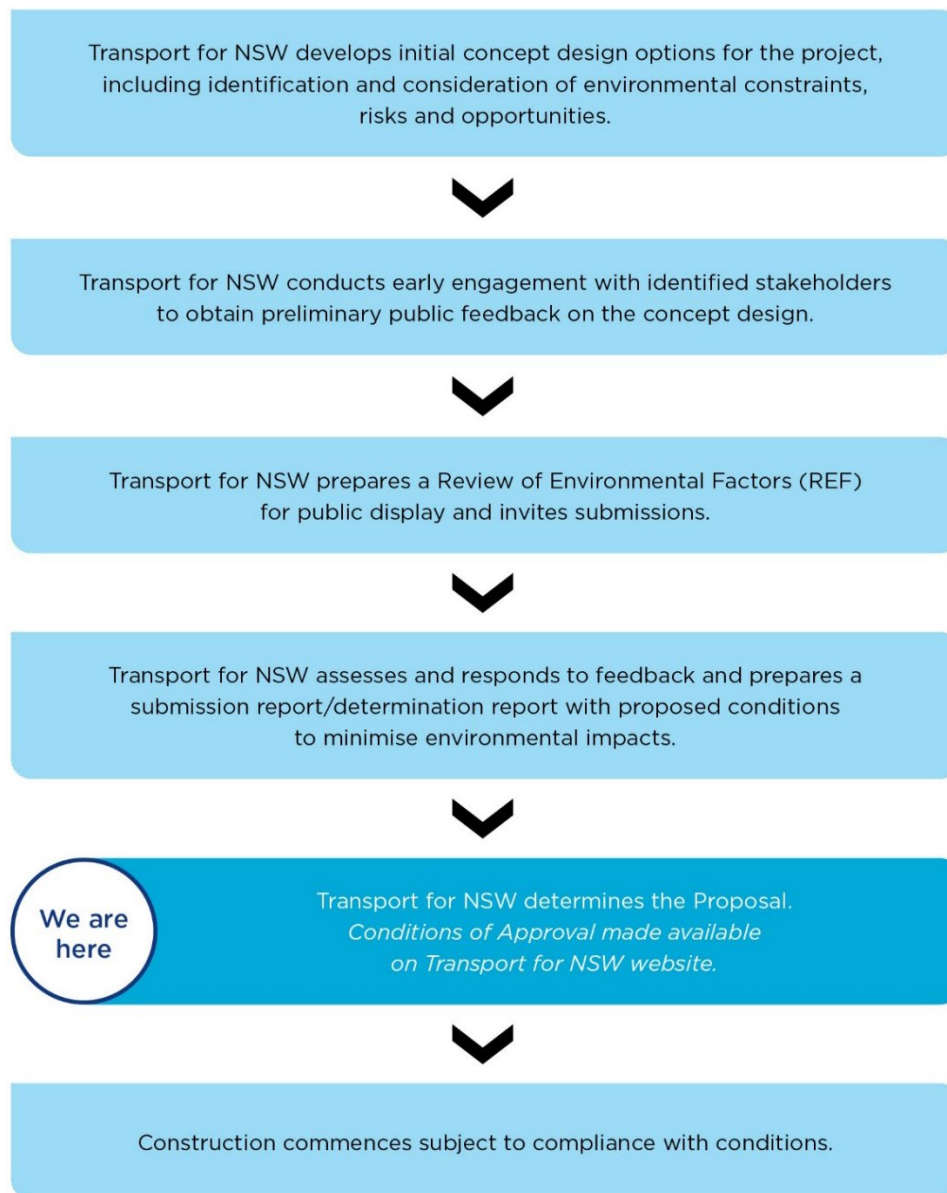 Transport for NSW develops initial concept design options for the project,
including identification and consideration of environmental constraints,
risks and opportunities.
Transport for NSW conducts early engagement with identified stakeholders
to obtain preliminary public feedback on the concept design.
Transport for NSW prepares a Review of Environmental Factors (REF)
for public display and invites submissions.
Transport for NSW assesses and responds to feedback and prepares a
submission report/determination report with proposed conditions
to minimise environmental impacts.
We are
here
Transport for NSW determines the Proposal.
Conditions of Approval made available
on Transport for NSW website.
Construction commences subject to compliance with conditions.